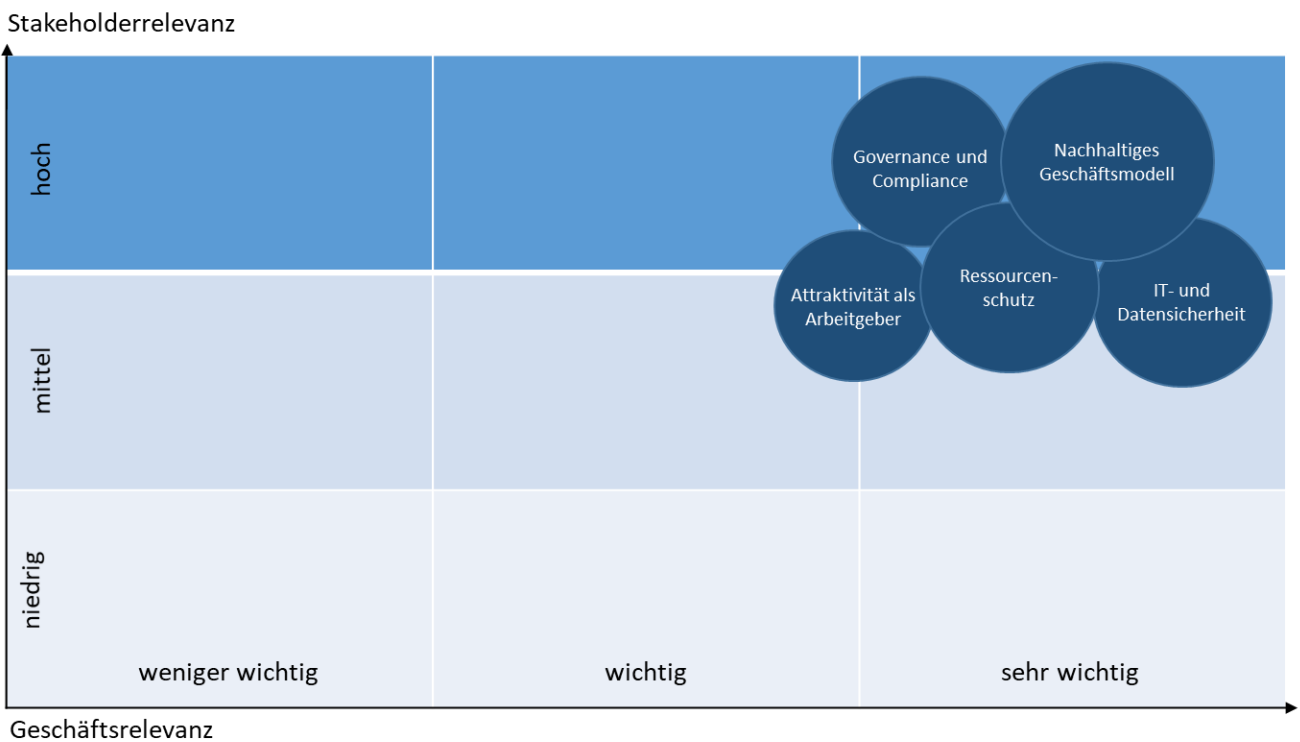 Stakeholderrelevanz
hoch
Governance und
Compliance
Nachhaltiges
Geschäftsmodell
mittel
Attraktivität als
Arbeitgeber
Ressourcen-
schutz
IT- und
Datensicherheit
niedrig
weniger wichtig
wichtig
sehr wichtig
Geschäftsrelevanz